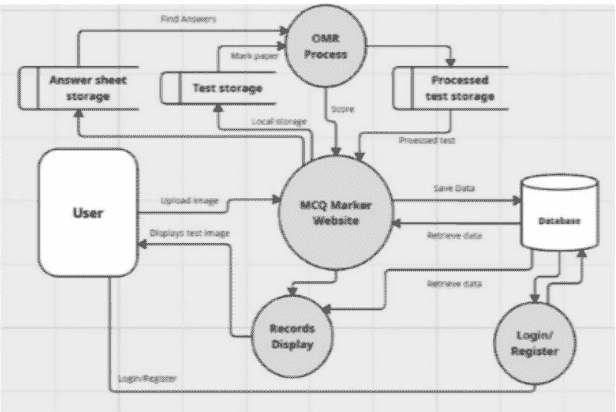 Find Answers
OMR
Process
Mark paper
Answer sheet
storage
Test storage
Processed
test storage
Score
Local storage
Processed test
MCQ Marker
Website
User
Upload image
Save Data
Database
Displays test image
Retrieve data
Retrieve data
Records
Display
Login/
Register
Login/Register